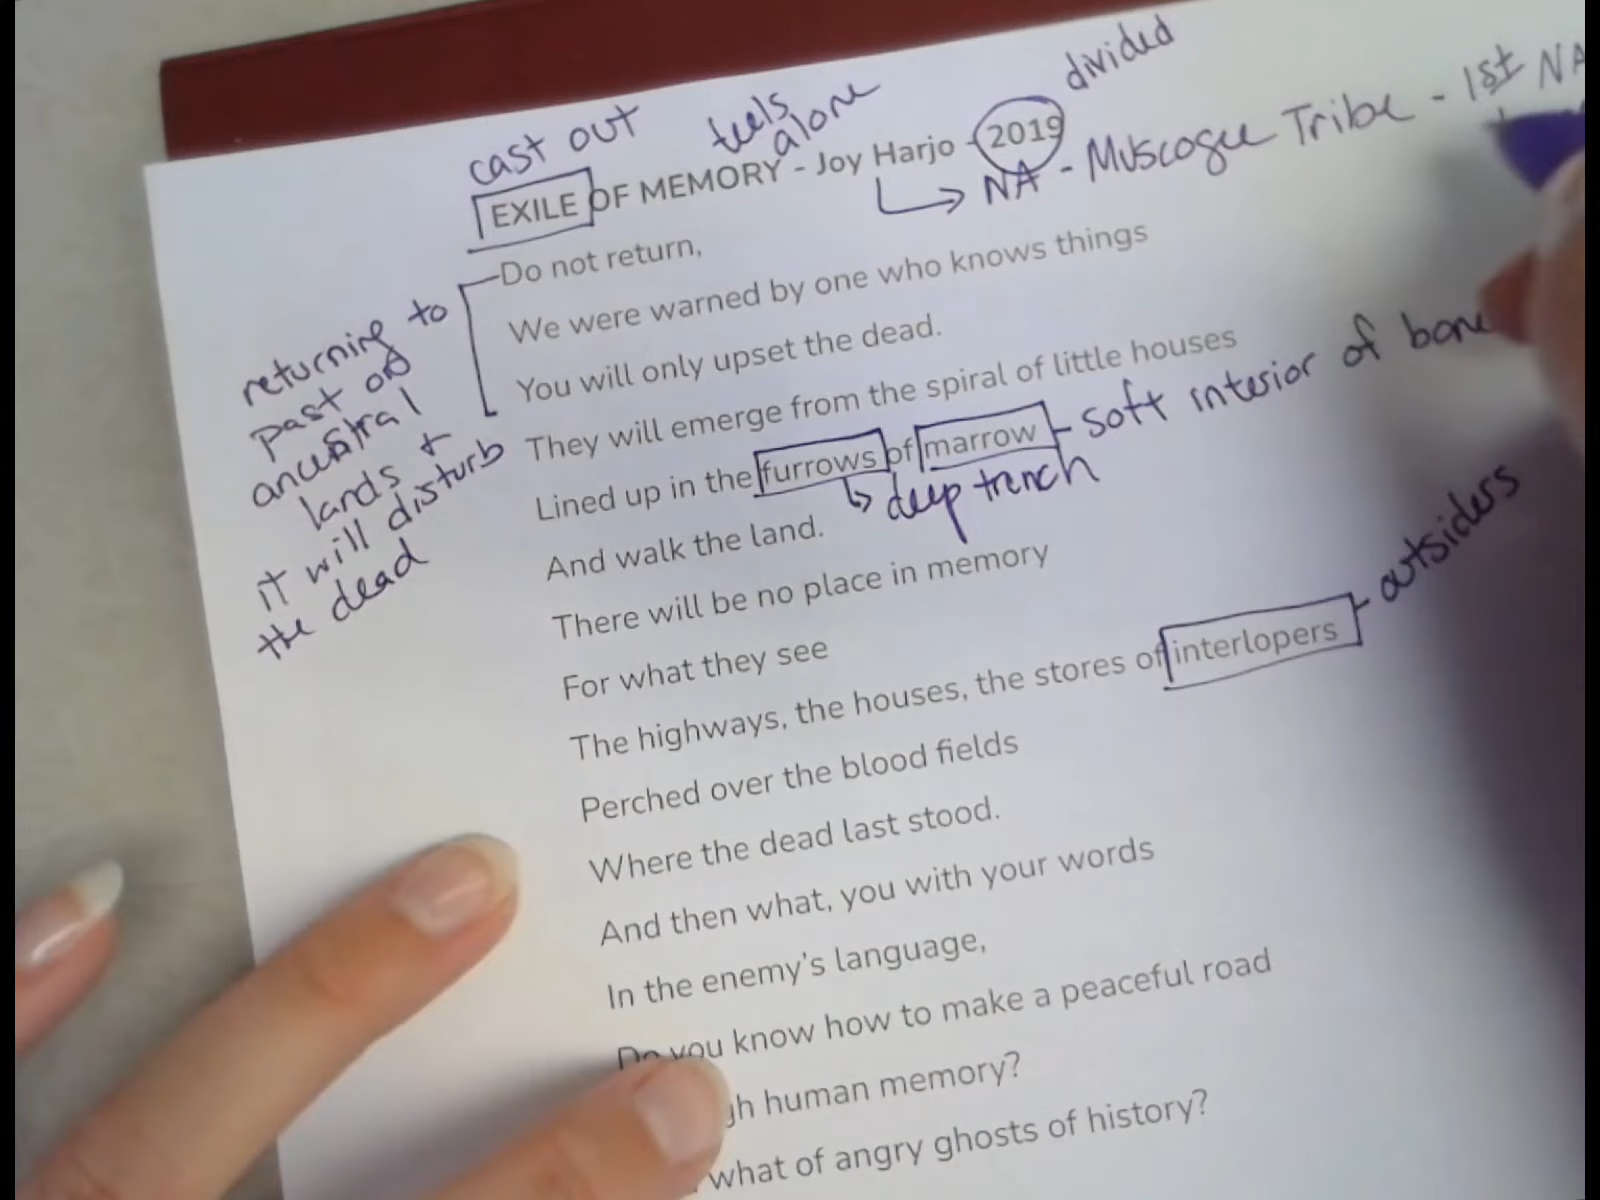 divided
cast out
feels
alone
EXILE OF MEMORY - Joy Harjo - 2019
NA - Muscogee Tribe - 1st NA
Do not return,
We were warned by one who knows things
You will only upset the dead.
They will emerge from the spiral of little houses
Lined up in the furrows of marrow - soft interior of bone
deep trench
And walk the land.
There will be no place in memory
For what they see
The highways, the houses, the stores of interlopers - outsiders
Perched over the blood fields
Where the dead last stood.
And then what, you with your words
In the enemy's language,
Do you know how to make a peaceful road
human memory?
what of angry ghosts of history?
returning to
past or
ancestral
lands +
it will disturb
the dead